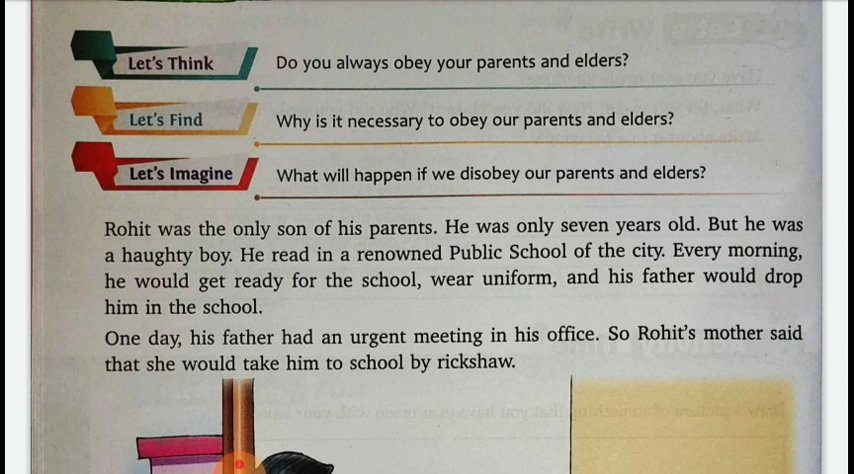 Let's Think Do you always obey your parents and elders?
Let's Find Why is it necessary to obey our parents and elders?
Let's Imagine What will happen if we disobey our parents and elders?
Rohit was the only son of his parents. He was only seven years old. But he was
a haughty boy. He read in a renowned Public School of the city. Every morning,
he would get ready for the school, wear uniform, and his father would drop
him in the school.
One day, his father had an urgent meeting in his office. So Rohit's mother said
that she would take him to school by rickshaw.